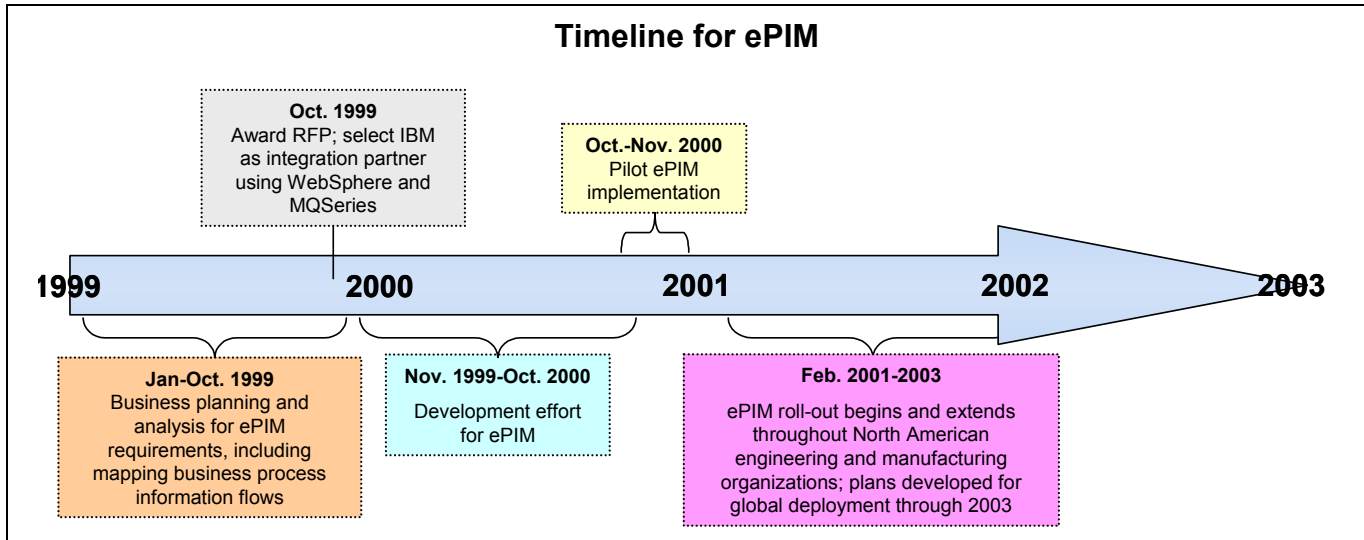 Timeline for ePIM
Oct. 1999
Award RFP; select IBM
as integration partner
using WebSphere and
MQSeries
Oct.-Nov. 2000
Pilot ePIM
implementation
1999
2000
2001
2002
2003
Jan-Oct. 1999
Business planning and
analysis for ePIM
requirements, including
mapping business process
information flows
Nov. 1999-Oct. 2000
Development effort
for ePIM
Feb. 2001-2003
ePIM roll-out begins and extends
throughout North American
engineering and manufacturing
organizations; plans developed for
global deployment through 2003